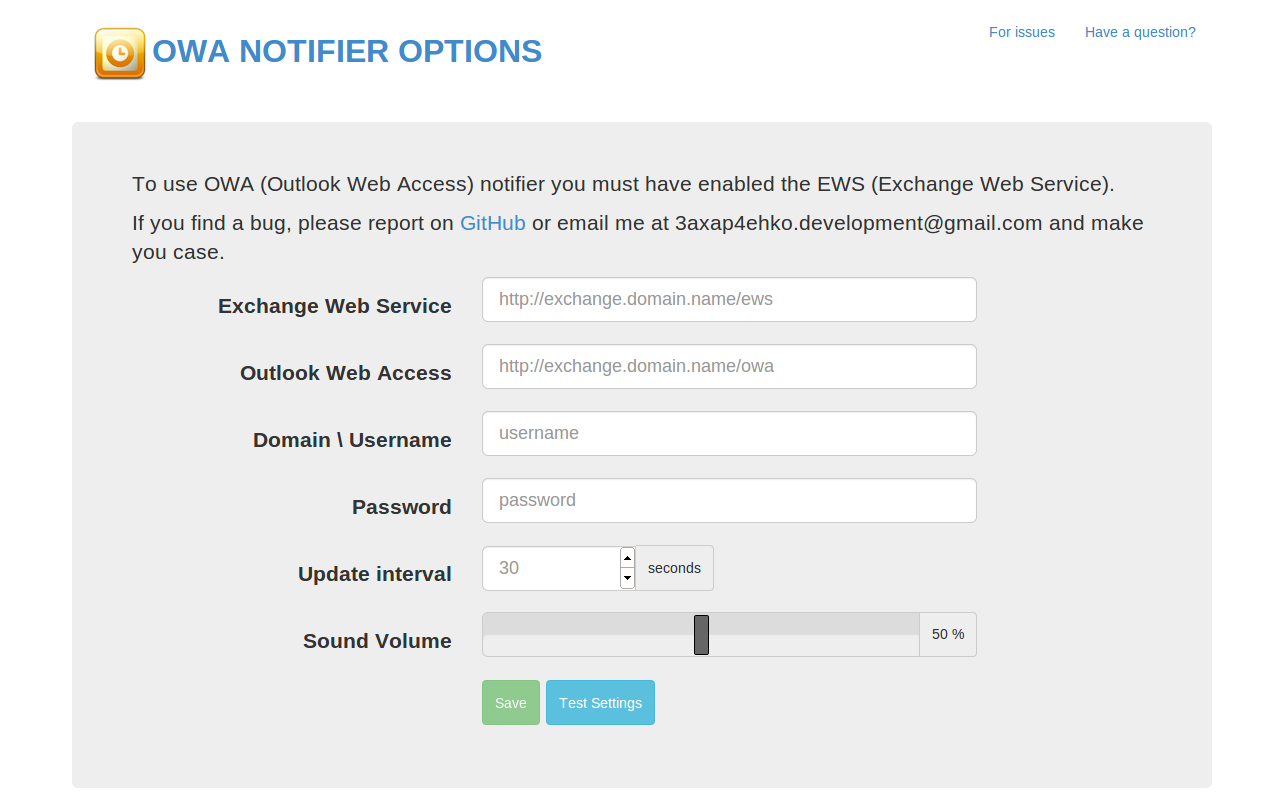 OWA NOTIFIER OPTIONS
For issues
Have a question?
To use OWA (Outlook Web Access) notifier you must have enabled the EWS (Exchange Web Service).
If you find a bug, please report on GitHub or email me at 3axap4ehko.development@gmail.com and make
you case.
Exchange Web Service
http://exchange.domain.name/ews
Outlook Web Access
http://exchange.domain.name/owa
Domain \ Username
username
Password
password
Update interval
30
seconds
Sound Volume
50 %
Save
Test Settings